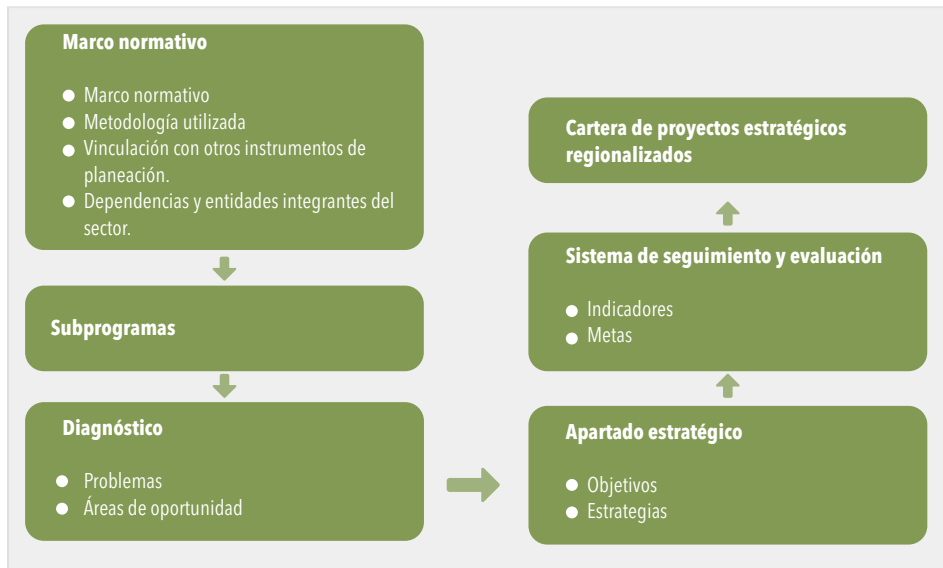 Marco normativo
Marco normativo
Metodología utilizada
Vinculación con otros instrumentos de
planeación.
Dependencias y entidades integrantes del
sector.
Subprogramas
Diagnóstico
Problemas
Áreas de oportunidad
Apartado estratégico
Objetivos
Estrategias
Sistema de seguimiento y evaluación
Indicadores
Metas
Cartera de proyectos estratégicos
regionalizados